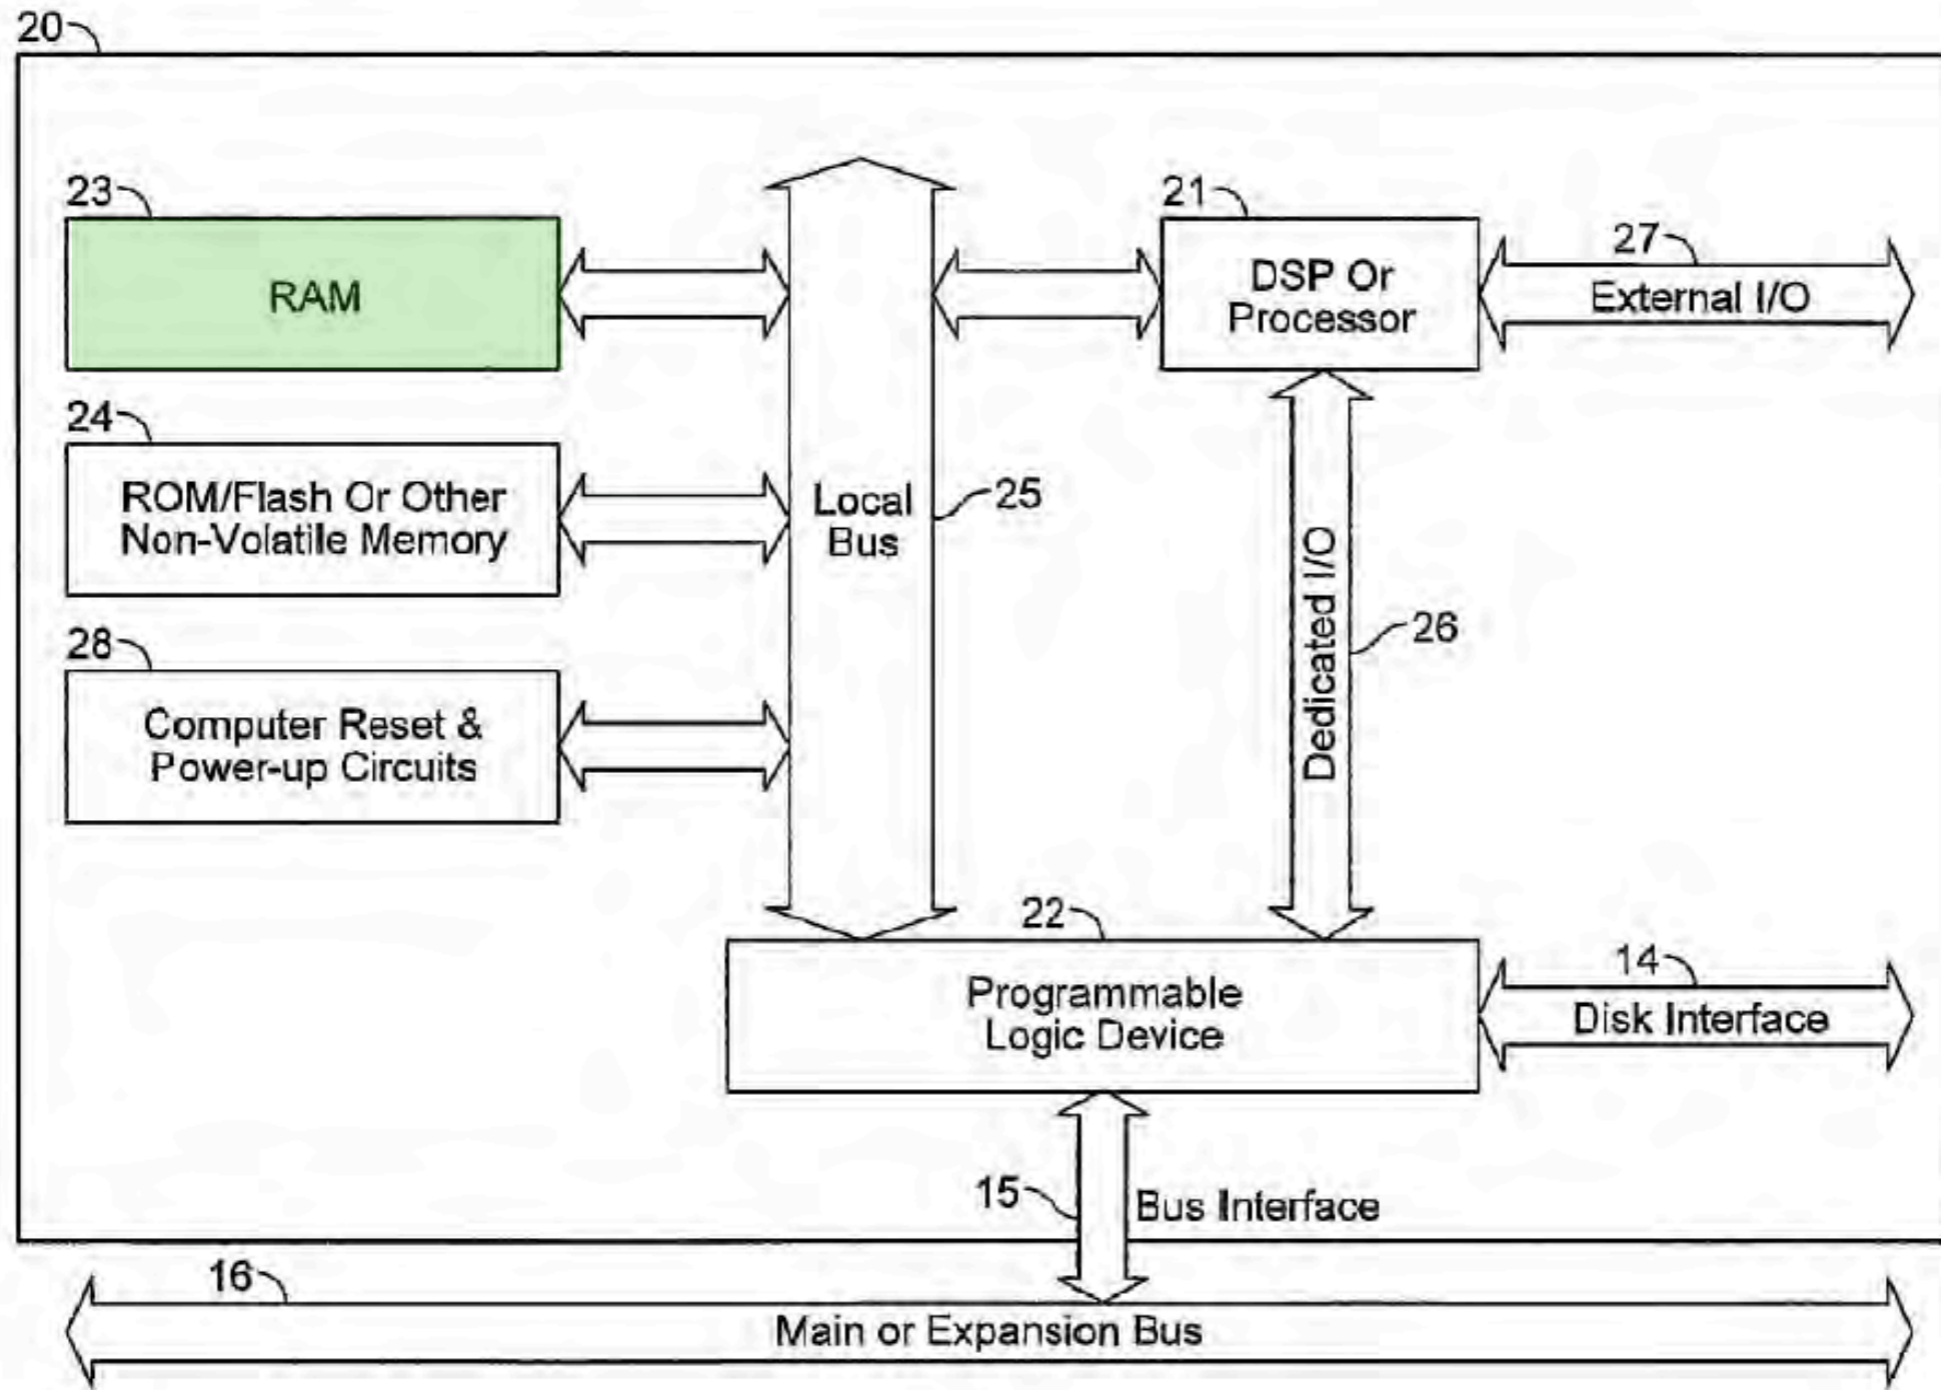 20
23
RAM
21
DSP Or
Processor
27
External I/O
24
ROM/Flash Or Other
Non-Volatile Memory
Local
Bus
25
Dedicated I/O
26
28
Computer Reset &
Power-up Circuits
22
Programmable
Logic Device
14
Disk Interface
15
Bus Interface
16
Main or Expansion Bus